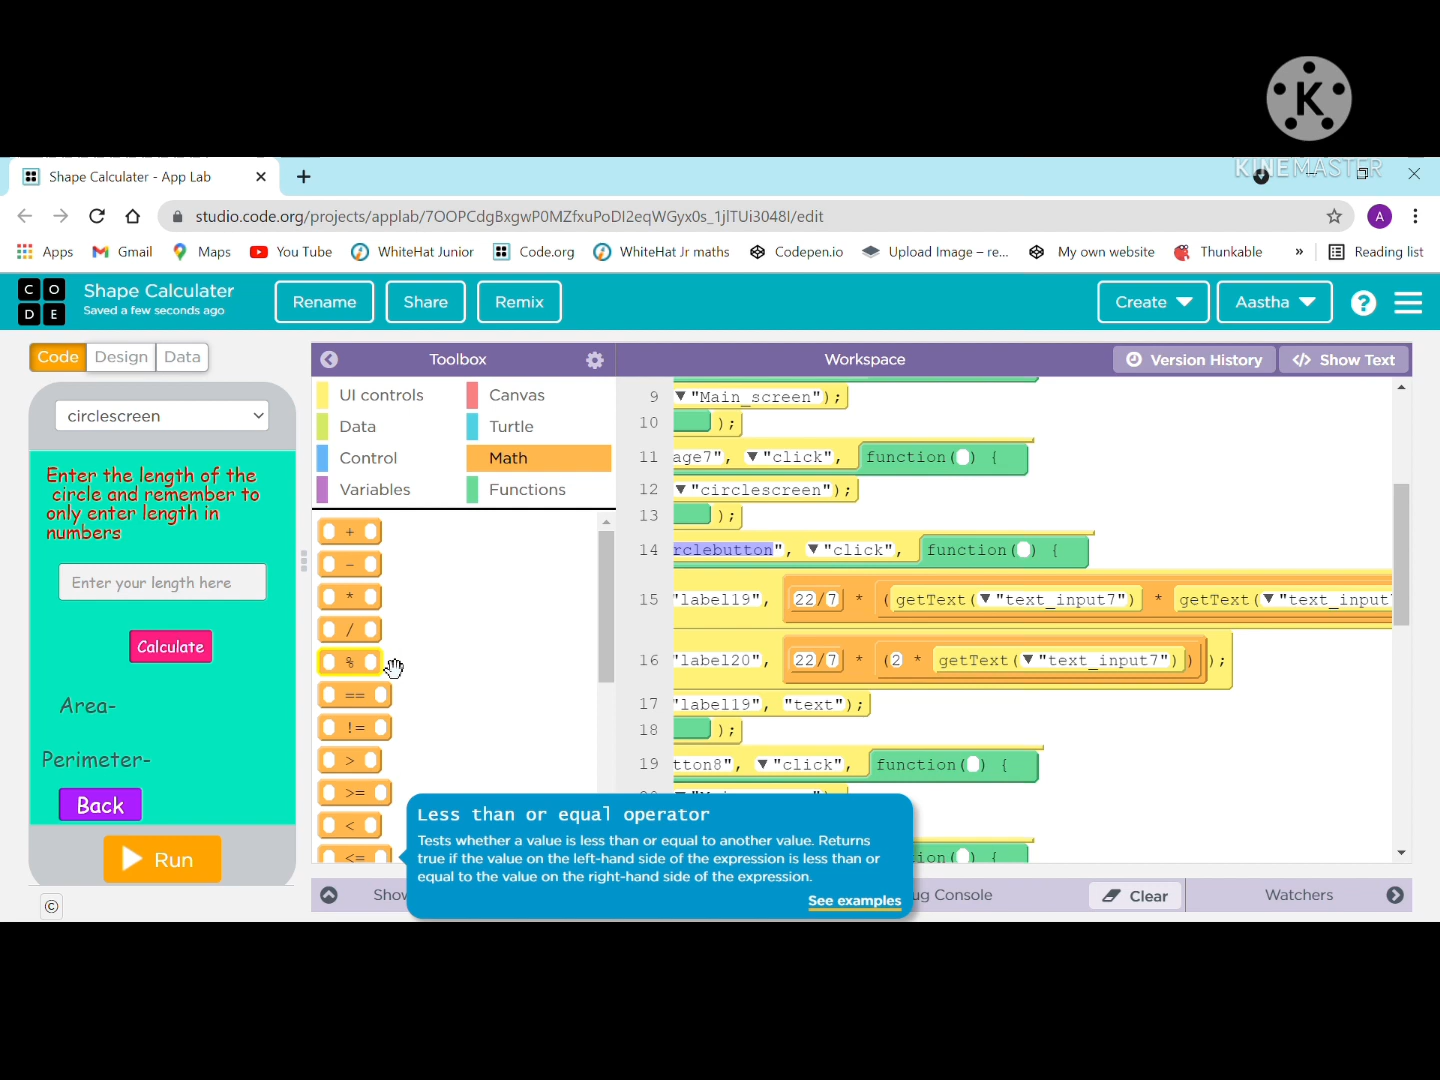 K
KINEMASTER
Shape Calculater - App Lab
studio.code.org/projects/applab/7OOPCdgBxgwP0MZfxuPoDI2eqWGyx0s_1jlTUi3048I/edit
A
Apps Gmail Maps You Tube WhiteHat Junior Code.org WhiteHat Jr maths Codepen.io Upload Image – re... My own website Thunkable » Reading list
CODE
Shape Calculater
Saved a few seconds ago
Rename Share Remix Create Aastha ?
Code Design Data
Toolbox
Workspace
Version History
</> Show Text
circlescreen
Enter the length of the
circle and remember to
only enter length in
numbers
Enter your length here
Calculate
Area-
Perimeter-
Back
Run
©
UI controls Canvas
Data Turtle
Control Math
Variables Functions
+
-
*
/
%
==
!=
>
>=
<
<=
9 ▼"Main_screen");
10 );
11 age7", ▼"click", function( ) {
12 ▼"circlescreen");
13 );
14 rclebutton", ▼"click", function( ) {
15 "label19", 22/7 * (getText(▼"text_input7") * getText(▼"text_input
16 "label20", 22/7 * (2 * getText(▼"text_input7")));
17 "label19", "text");
18 );
19 tton8", ▼"click", function( ) {
Less than or equal operator
Tests whether a value is less than or equal to another value. Returns
true if the value on the left-hand side of the expression is less than or
equal to the value on the right-hand side of the expression.
See examples
ion( ) {
Show
ug Console
Clear
Watchers